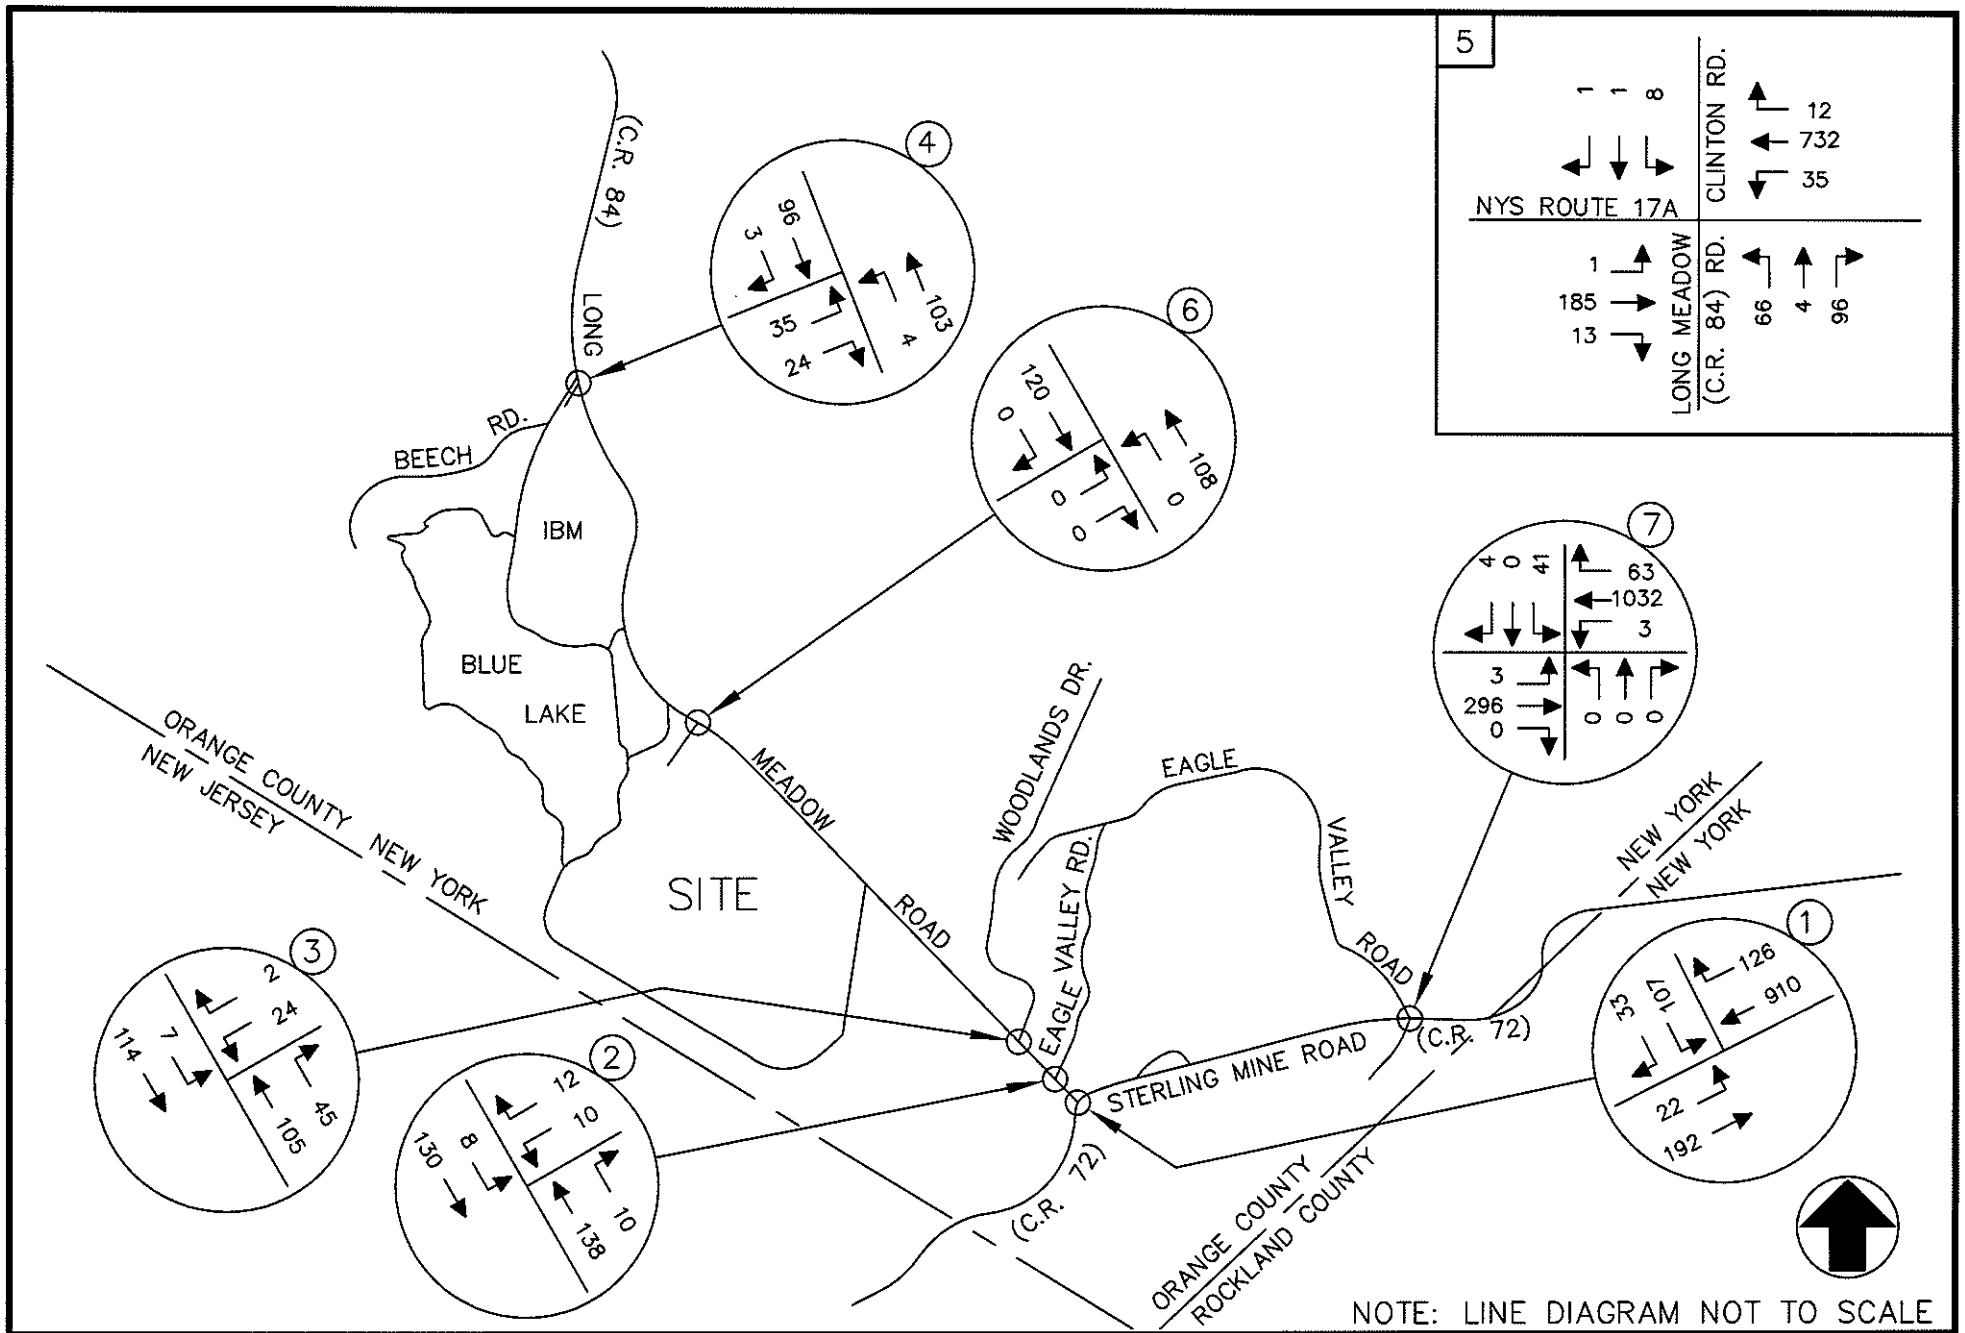 5
1
1
8
CLINTON RD.
12
732
35
NYS ROUTE 17A
1
185
13
LONG MEADOW
(C.R. 84) RD.
66
4
96
(C.R. 84)
LONG
4
96
3
35
24
103
4
6
120
0
0
0
108
0
7
4
0
41
63
1032
3
3
296
0
0
0
0
BEECH RD.
IBM
BLUE
LAKE
ORANGE COUNTY NEW YORK
NEW JERSEY
SITE
MEADOW
ROAD
WOODLANDS DR.
EAGLE VALLEY RD.
EAGLE
VALLEY
ROAD
NEW YORK
NEW YORK
3
2
24
7
114
45
105
2
12
10
8
130
10
138
1
126
910
107
33
22
192
STERLING MINE ROAD
(C.R. 72)
(C.R. 72)
ORANGE COUNTY
ROCKLAND COUNTY
NOTE: LINE DIAGRAM NOT TO SCALE